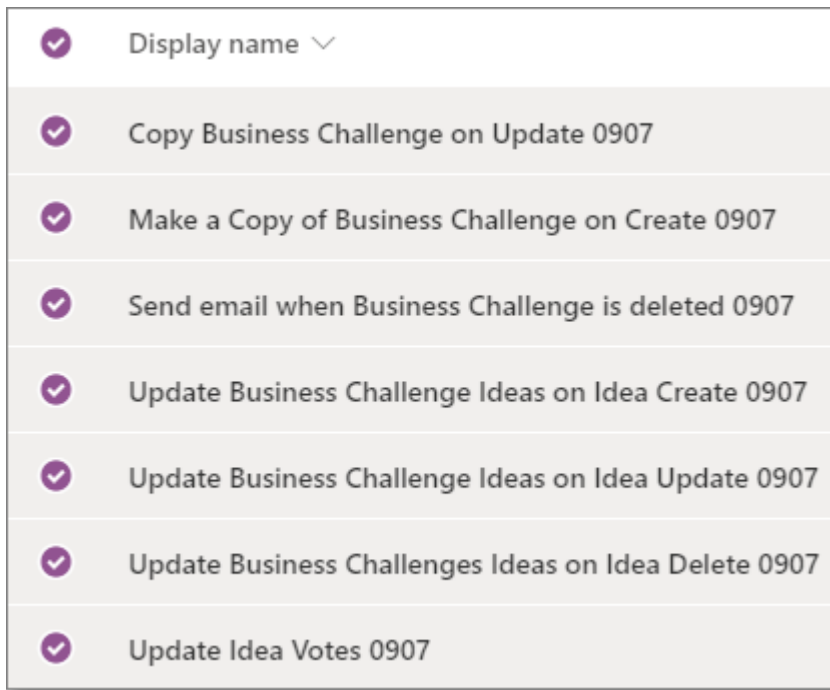 Display name
Copy Business Challenge on Update 0907
Make a Copy of Business Challenge on Create 0907
Send email when Business Challenge is deleted 0907
Update Business Challenge Ideas on Idea Create 0907
Update Business Challenge Ideas on Idea Update 0907
Update Business Challenges Ideas on Idea Delete 0907
Update Idea Votes 0907